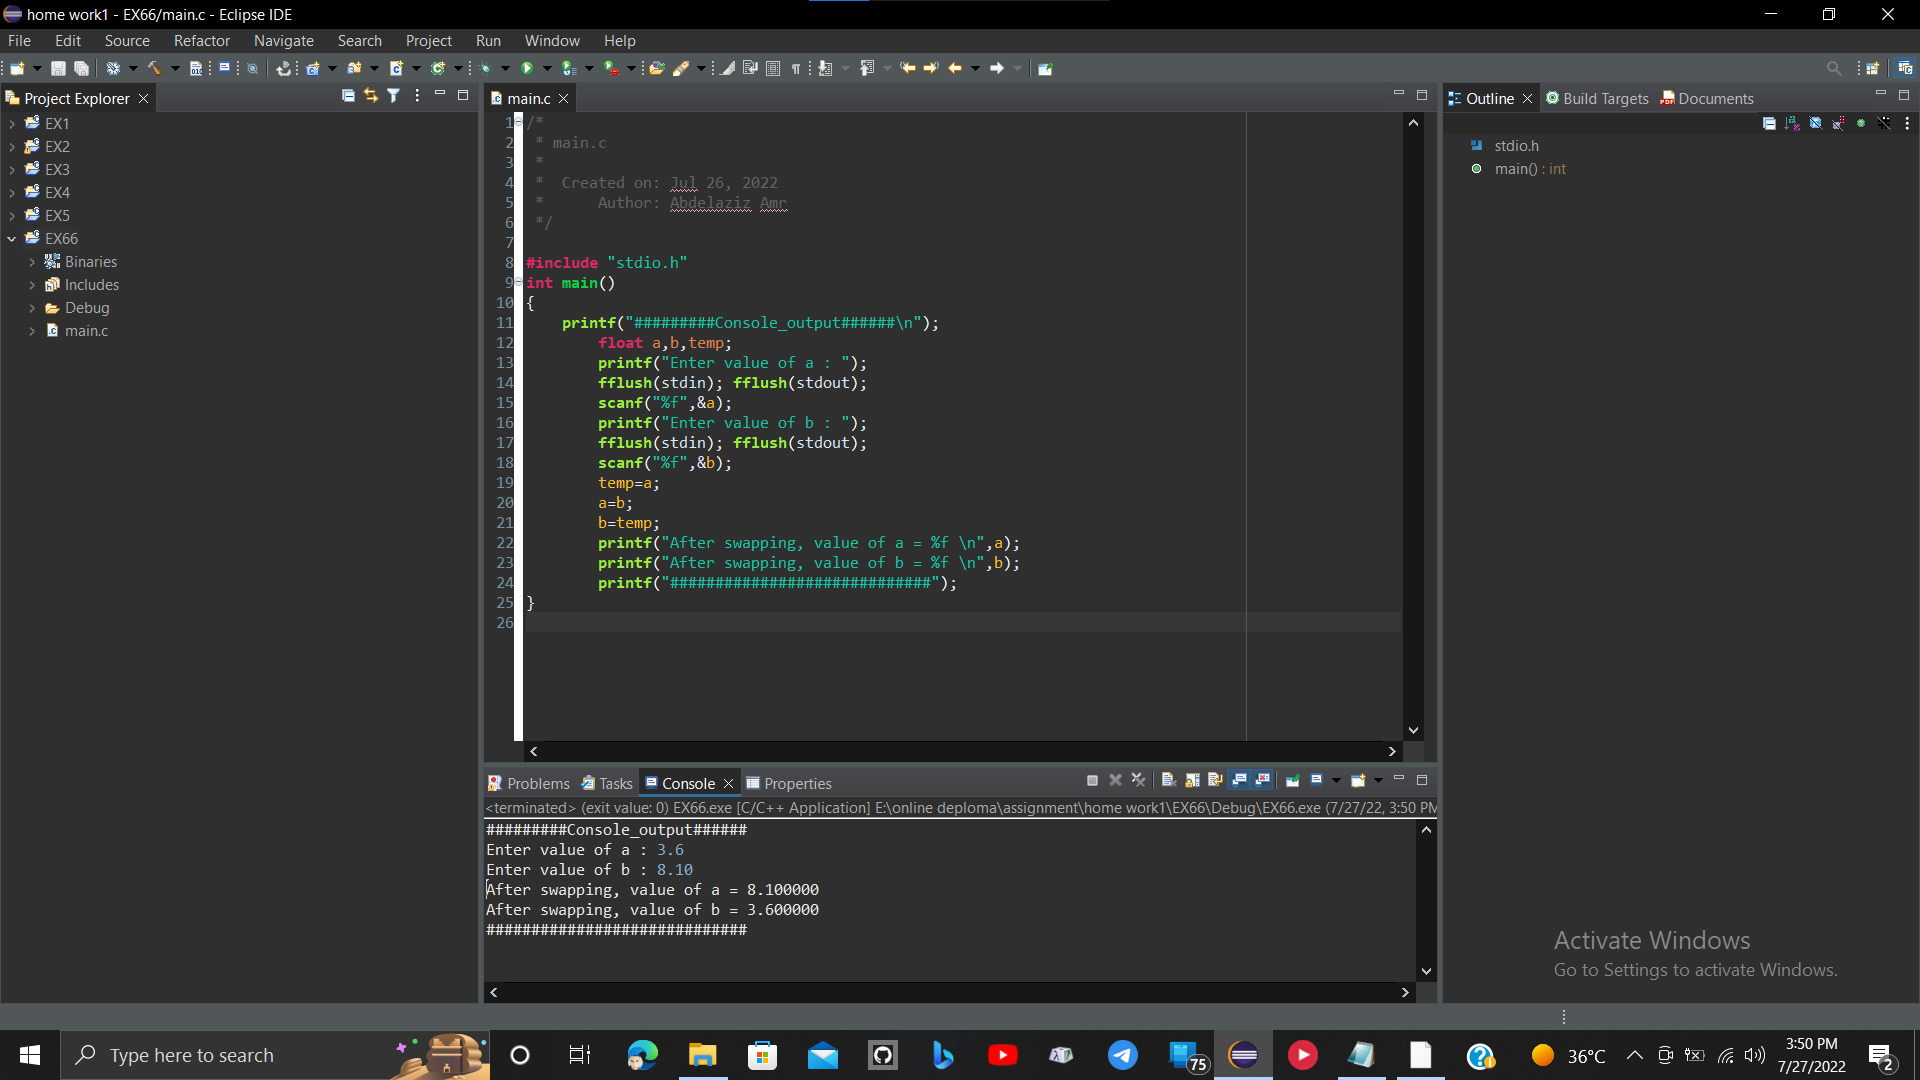 home work1 - EX66/main.c - Eclipse IDE
File Edit Source Refactor Navigate Search Project Run Window Help
Project Explorer
EX1
EX2
EX3
EX4
EX5
EX66
Binaries
Includes
Debug
main.c
main.c
1 /*
2  * main.c
3  *
4  *  Created on: Jul 26, 2022
5  *      Author: Abdelaziz Amr
6  */
7
8 #include "stdio.h"
9 int main()
10 {
11     printf("#########Console_output######\n");
12         float a,b,temp;
13         printf("Enter value of a : ");
14         fflush(stdin); fflush(stdout);
15         scanf("%f",&a);
16         printf("Enter value of b : ");
17         fflush(stdin); fflush(stdout);
18         scanf("%f",&b);
19         temp=a;
20         a=b;
21         b=temp;
22         printf("After swapping, value of a = %f \n",a);
23         printf("After swapping, value of b = %f \n",b);
24         printf("#############################");
25 }
26
Outline Build Targets Documents
stdio.h
main() : int
Problems Tasks Console Properties
<terminated> (exit value: 0) EX66.exe [C/C++ Application] E:\online deploma\assignment\home work1\EX66\Debug\EX66.exe (7/27/22, 3:50 PM
#########Console_output######
Enter value of a : 3.6
Enter value of b : 8.10
After swapping, value of a = 8.100000
After swapping, value of b = 3.600000
#############################
Activate Windows
Go to Settings to activate Windows.
Type here to search
75
36°C
3:50 PM
7/27/2022
2